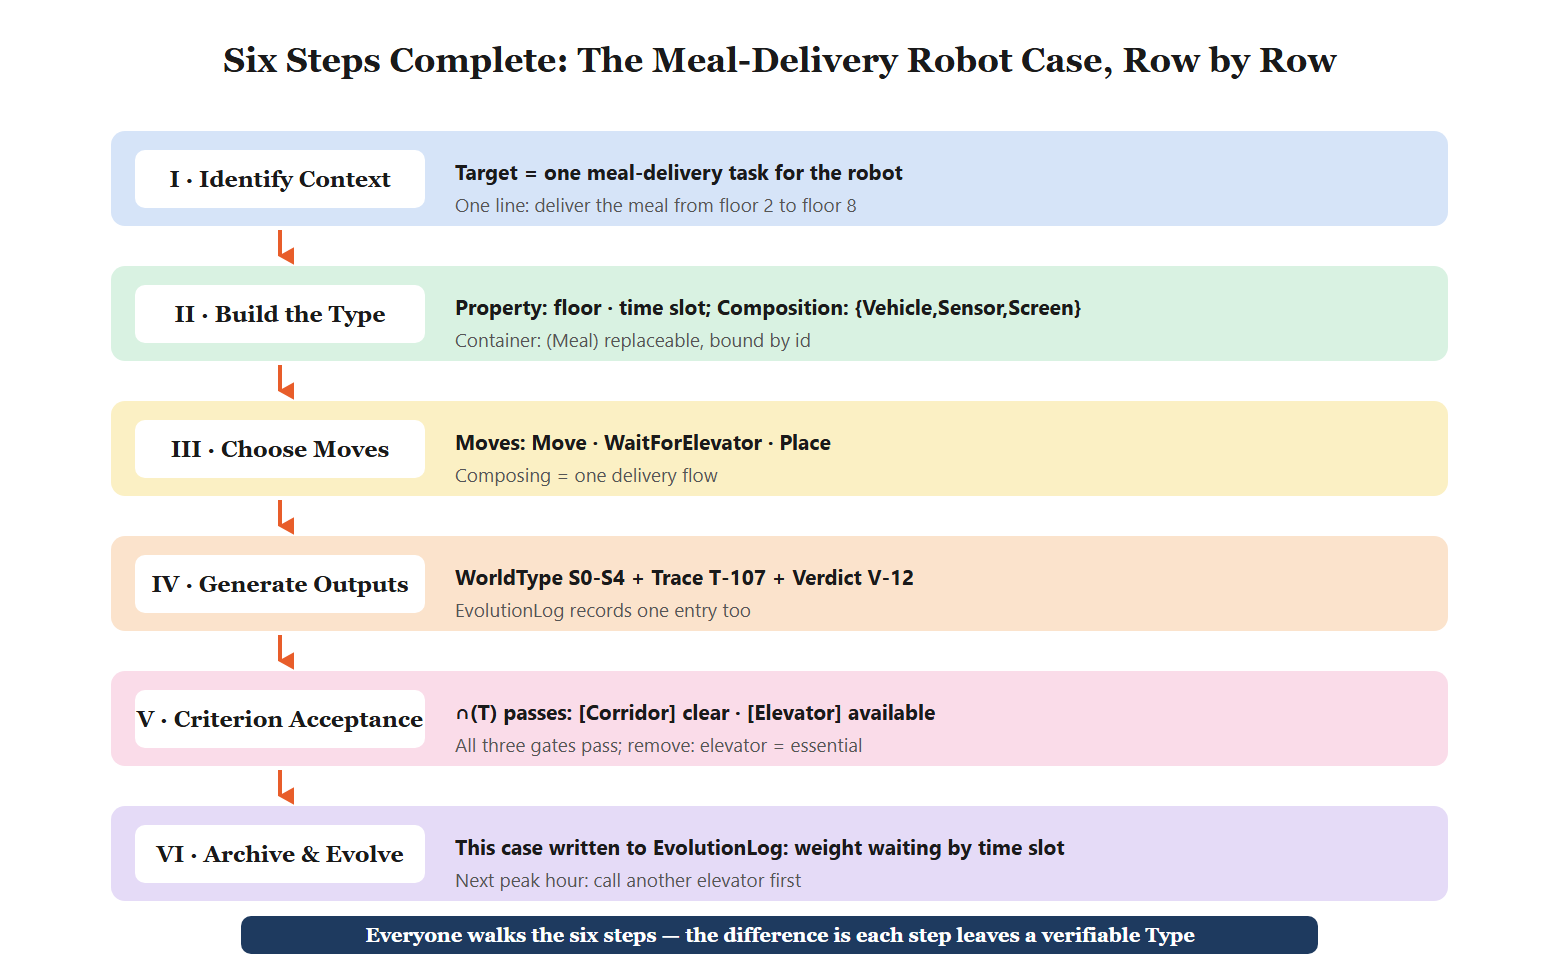 Six Steps Complete: The Meal-Delivery Robot Case, Row by Row
I · Identify Context
Target = one meal-delivery task for the robot
One line: deliver the meal from floor 2 to floor 8
II · Build the Type
Property: floor · time slot; Composition: {Vehicle,Sensor,Screen}
Container: (Meal) replaceable, bound by id
III · Choose Moves
Moves: Move · WaitForElevator · Place
Composing = one delivery flow
IV · Generate Outputs
WorldType S0-S4 + Trace T-107 + Verdict V-12
EvolutionLog records one entry too
V · Criterion Acceptance
∩(T) passes: [Corridor] clear · [Elevator] available
All three gates pass; remove: elevator = essential
VI · Archive & Evolve
This case written to EvolutionLog: weight waiting by time slot
Next peak hour: call another elevator first
Everyone walks the six steps — the difference is each step leaves a verifiable Type